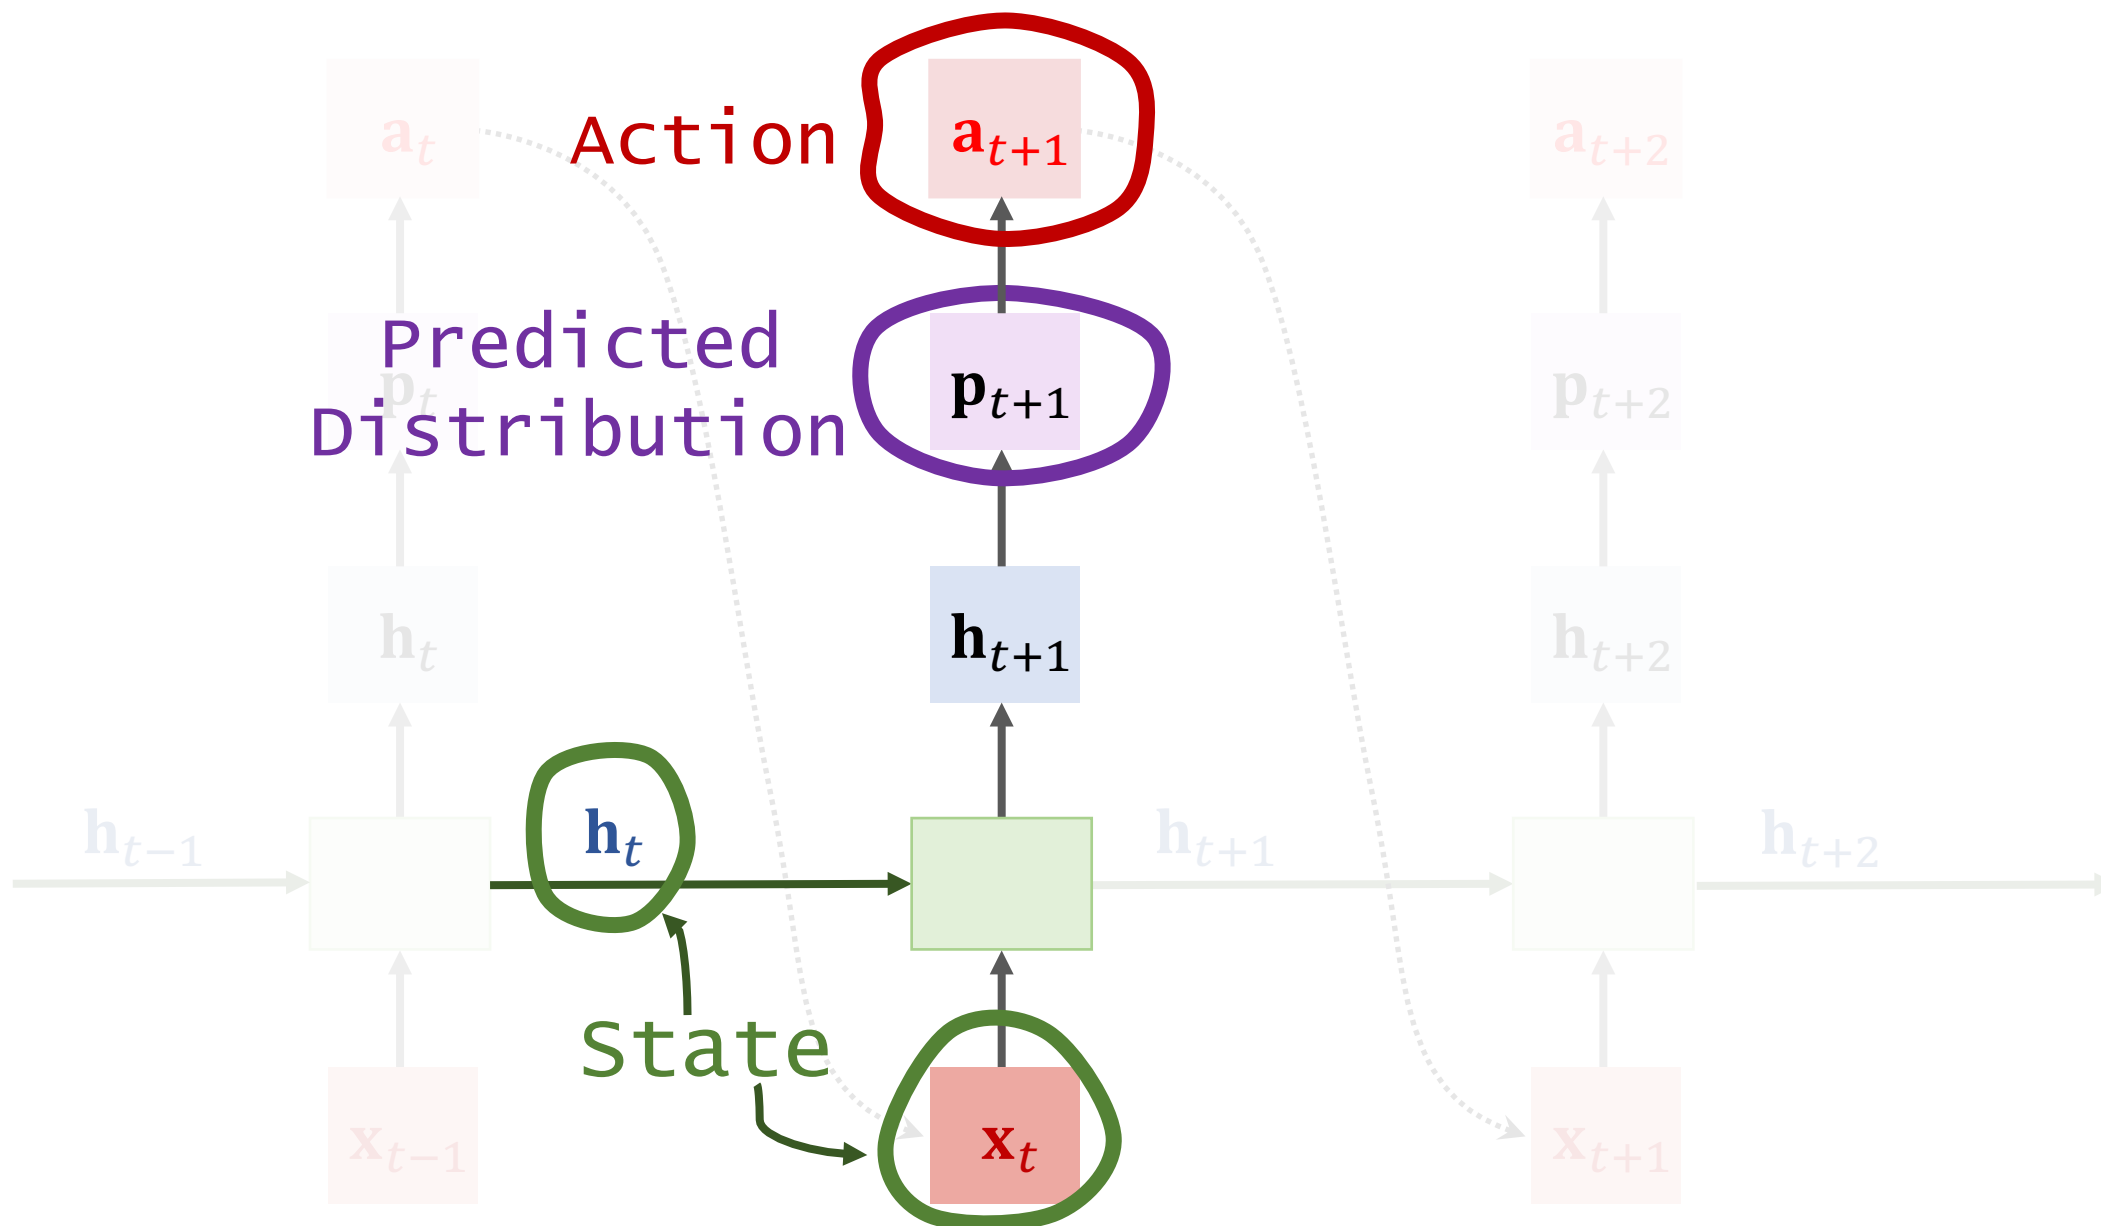 a_t Action a_{t+1} a_{t+2}
Predicted
p_t p_{t+1} p_{t+2}
Distribution
h_t h_{t+1} h_{t+2}
h_{t−1} h_t h_{t+1} h_{t+2}
State
x_{t−1} x_t x_{t+1}